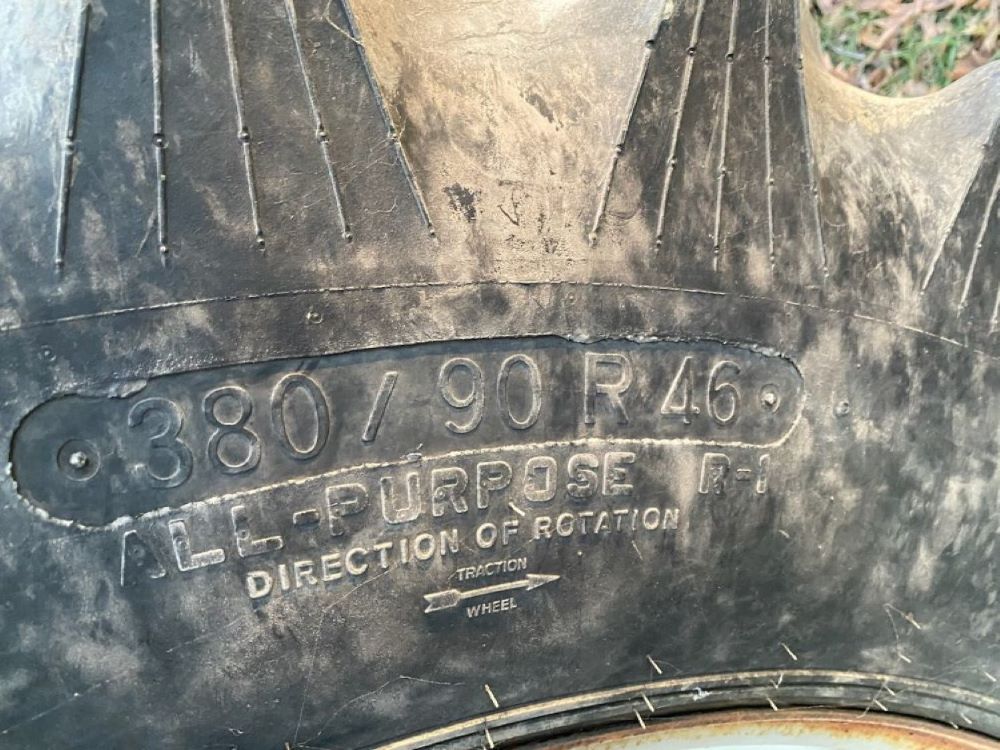 380 / 90 R 46
ALL-PURPOSE R-1
DIRECTION OF ROTATION
TRACTION
WHEEL